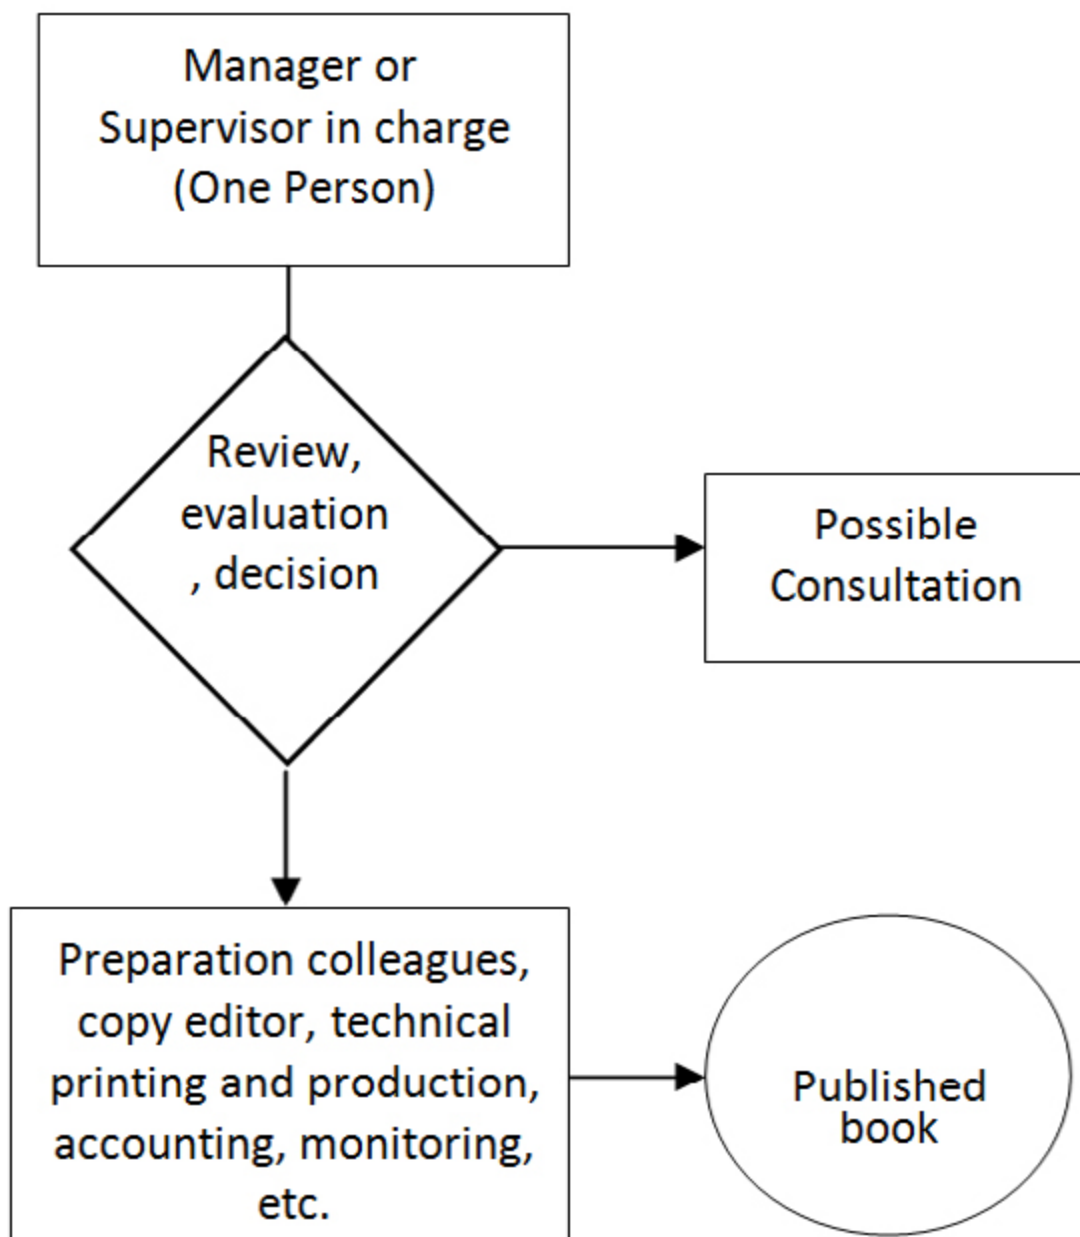 Manager or
Supervisor in charge
(One Person)
Review,
evaluation
, decision
Possible
Consultation
Preparation colleagues,
copy editor, technical
printing and production,
accounting, monitoring,
etc.
Published
book